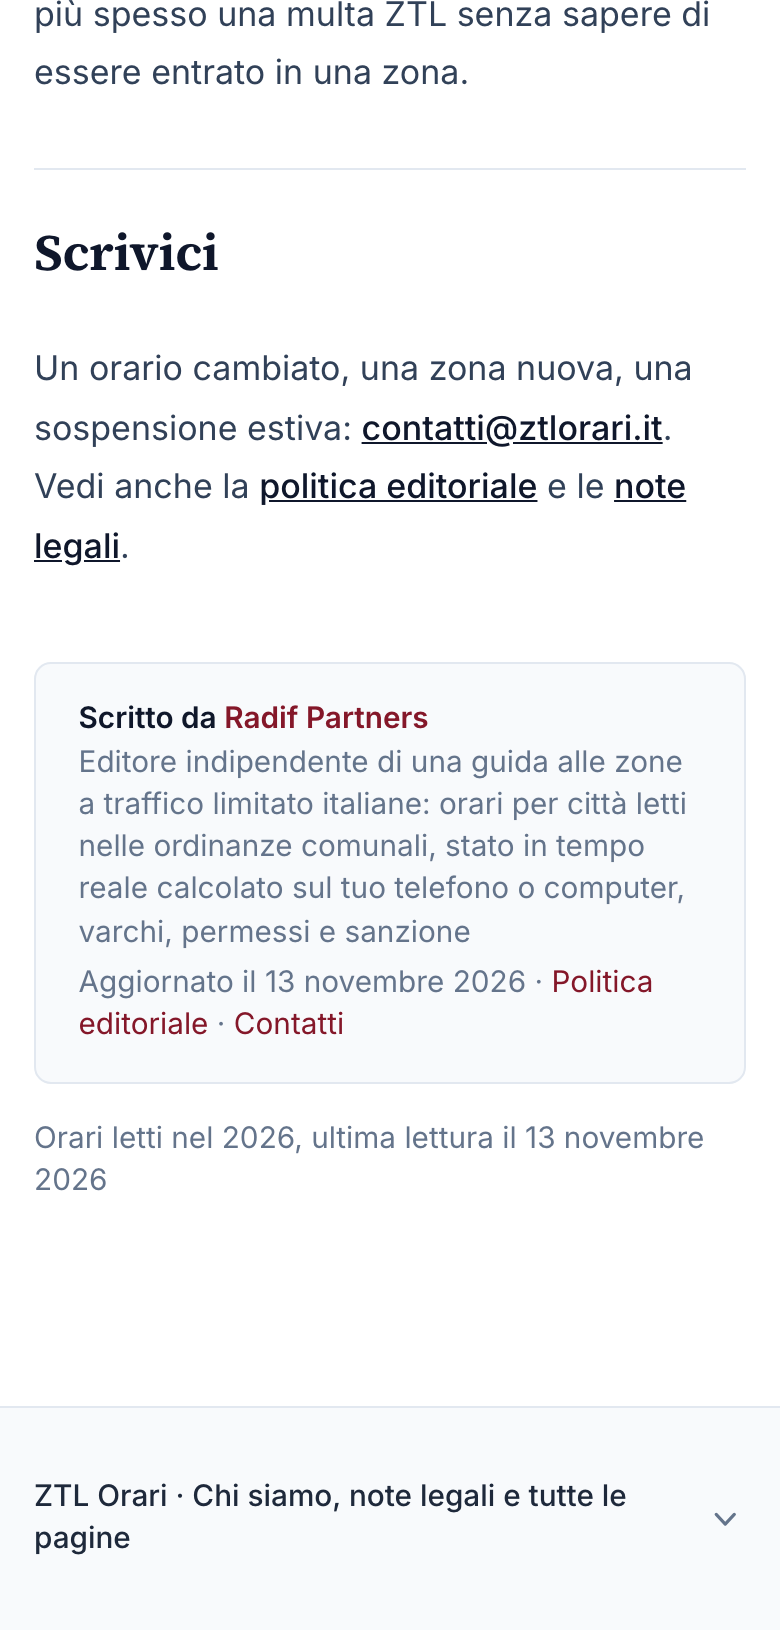 più spesso una multa ZTL senza sapere di
essere entrato in una zona.
Scrivici
Un orario cambiato, una zona nuova, una
sospensione estiva: contatti@ztlorari.it.
Vedi anche la politica editoriale e le note
legali.
Scritto da Radif Partners
Editore indipendente di una guida alle zone
a traffico limitato italiane: orari per città letti
nelle ordinanze comunali, stato in tempo
reale calcolato sul tuo telefono o computer,
varchi, permessi e sanzione
Aggiornato il 13 novembre 2026 · Politica
editoriale · Contatti
Orari letti nel 2026, ultima lettura il 13 novembre
2026
ZTL Orari · Chi siamo, note legali e tutte le
pagine